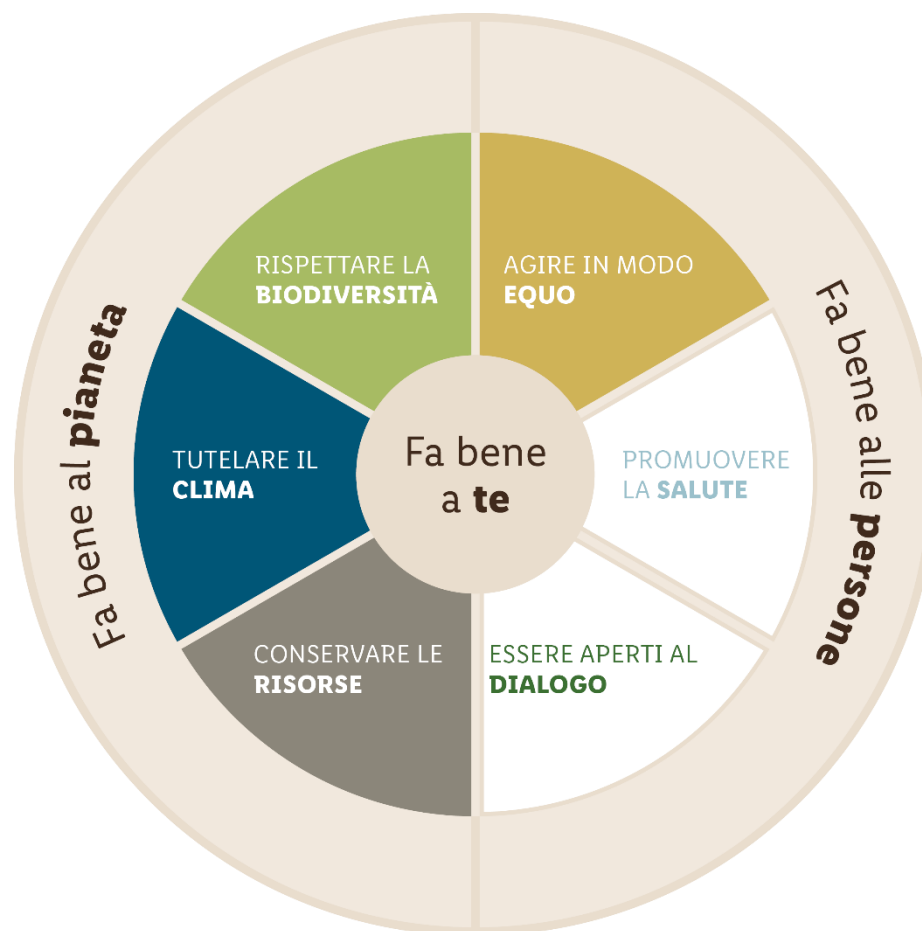 RISPETTARE LA
BIODIVERSITÀ
AGIRE IN MODO
EQUO
Fa bene al pianeta
TUTELARE IL
CLIMA
Fa bene
a te
PROMUOVERE
LA SALUTE
Fa bene alle persone
CONSERVARE LE
RISORSE
ESSERE APERTI AL
DIALOGO